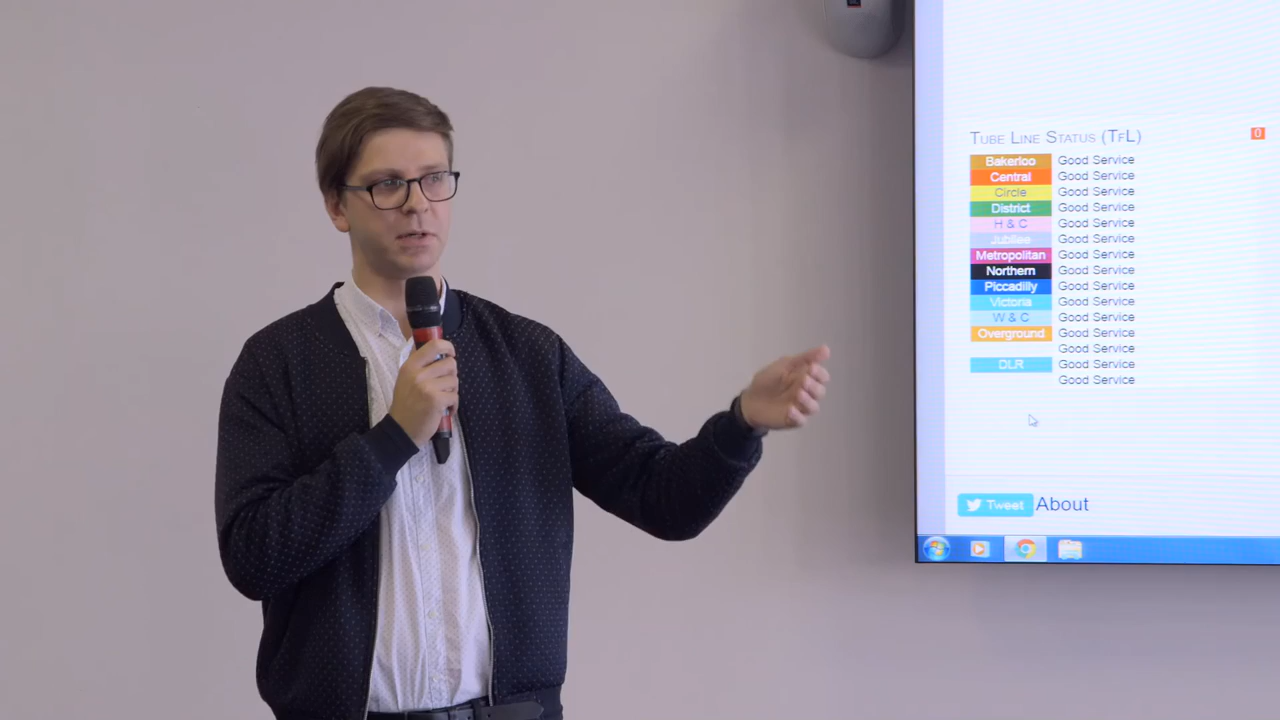 TUBE LINE STATUS (TFL)
0
Bakerloo Good Service
Central Good Service
Circle Good Service
District Good Service
H & C Good Service
Jubilee Good Service
Metropolitan Good Service
Northern Good Service
Piccadilly Good Service
Victoria Good Service
W & C Good Service
Overground Good Service
Good Service
DLR Good Service
Good Service
Tweet About